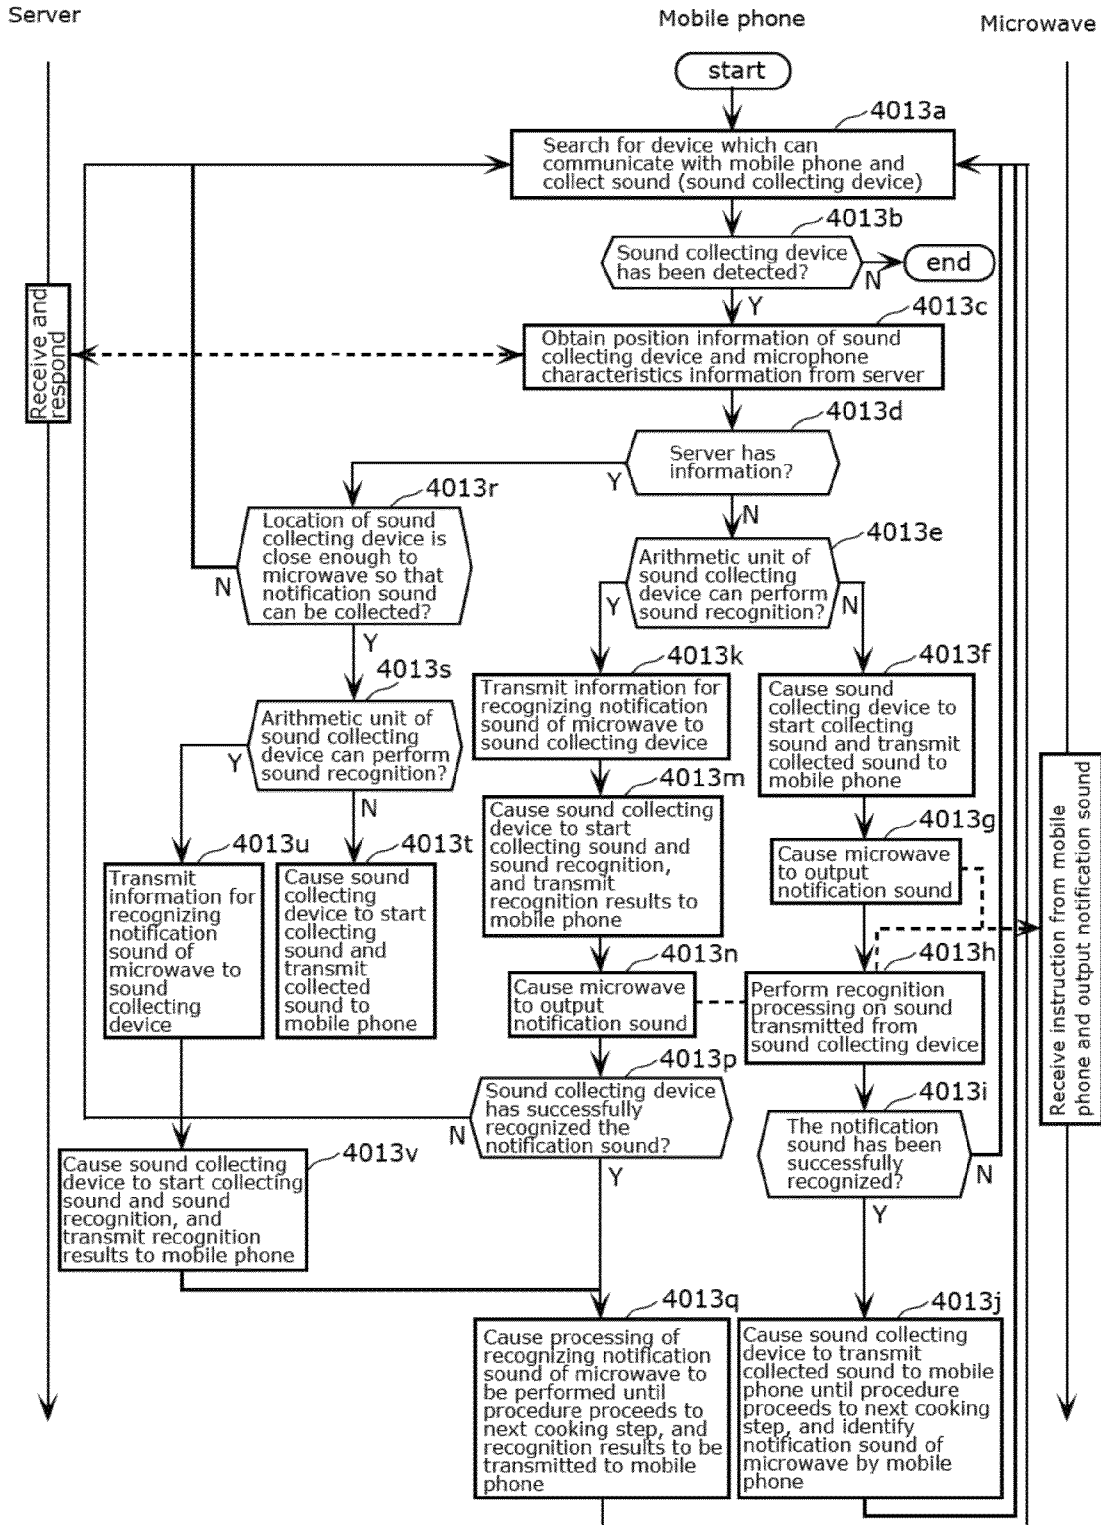 Server
Mobile phone
Microwave
start
4013a
Search for device which can
communicate with mobile phone and
collect sound (sound collecting device)
4013b
Sound collecting device
has been detected?
N
end
Y
4013c
Obtain position information of sound
collecting device and microphone
characteristics information from server
Receive and
respond
4013d
Server has
information?
Y
N
4013r
Location of sound
collecting device is
close enough to
microwave so that
notification sound
can be collected?
N
Y
4013e
Arithmetic unit of
sound collecting
device can perform
sound recognition?
Y
N
4013s
Arithmetic unit of
sound collecting
device can perform
sound recognition?
Y
N
4013k
Transmit information for
recognizing notification
sound of microwave to
sound collecting device
4013f
Cause sound
collecting device to
start collecting
sound and transmit
collected sound to
mobile phone
4013m
Cause sound collecting
device to start
collecting sound and
sound recognition,
and transmit
recognition results to
mobile phone
4013g
Cause microwave
to output
notification sound
Receive instruction from mobile
phone and output notification sound
4013u
Transmit
information for
recognizing
notification
sound of
microwave to
sound
collecting
device
4013t
Cause sound
collecting
device to start
collecting
sound and
transmit
collected
sound to
mobile phone
4013n
Cause microwave
to output
notification sound
4013h
Perform recognition
processing on sound
transmitted from
sound collecting device
4013p
Sound collecting device
has successfully
recognized the
notification sound?
N
Y
4013i
The notification
sound has been
successfully
recognized?
N
Y
4013v
Cause sound collecting
device to start collecting
sound and sound
recognition, and
transmit recognition
results to mobile phone
4013q
Cause processing of
recognizing notification
sound of microwave to
be performed until
procedure proceeds to
next cooking step, and
recognition results to be
transmitted to mobile
phone
4013j
Cause sound collecting
device to transmit
collected sound to mobile
phone until procedure
proceeds to next cooking
step, and identify
notification sound of
microwave by mobile
phone